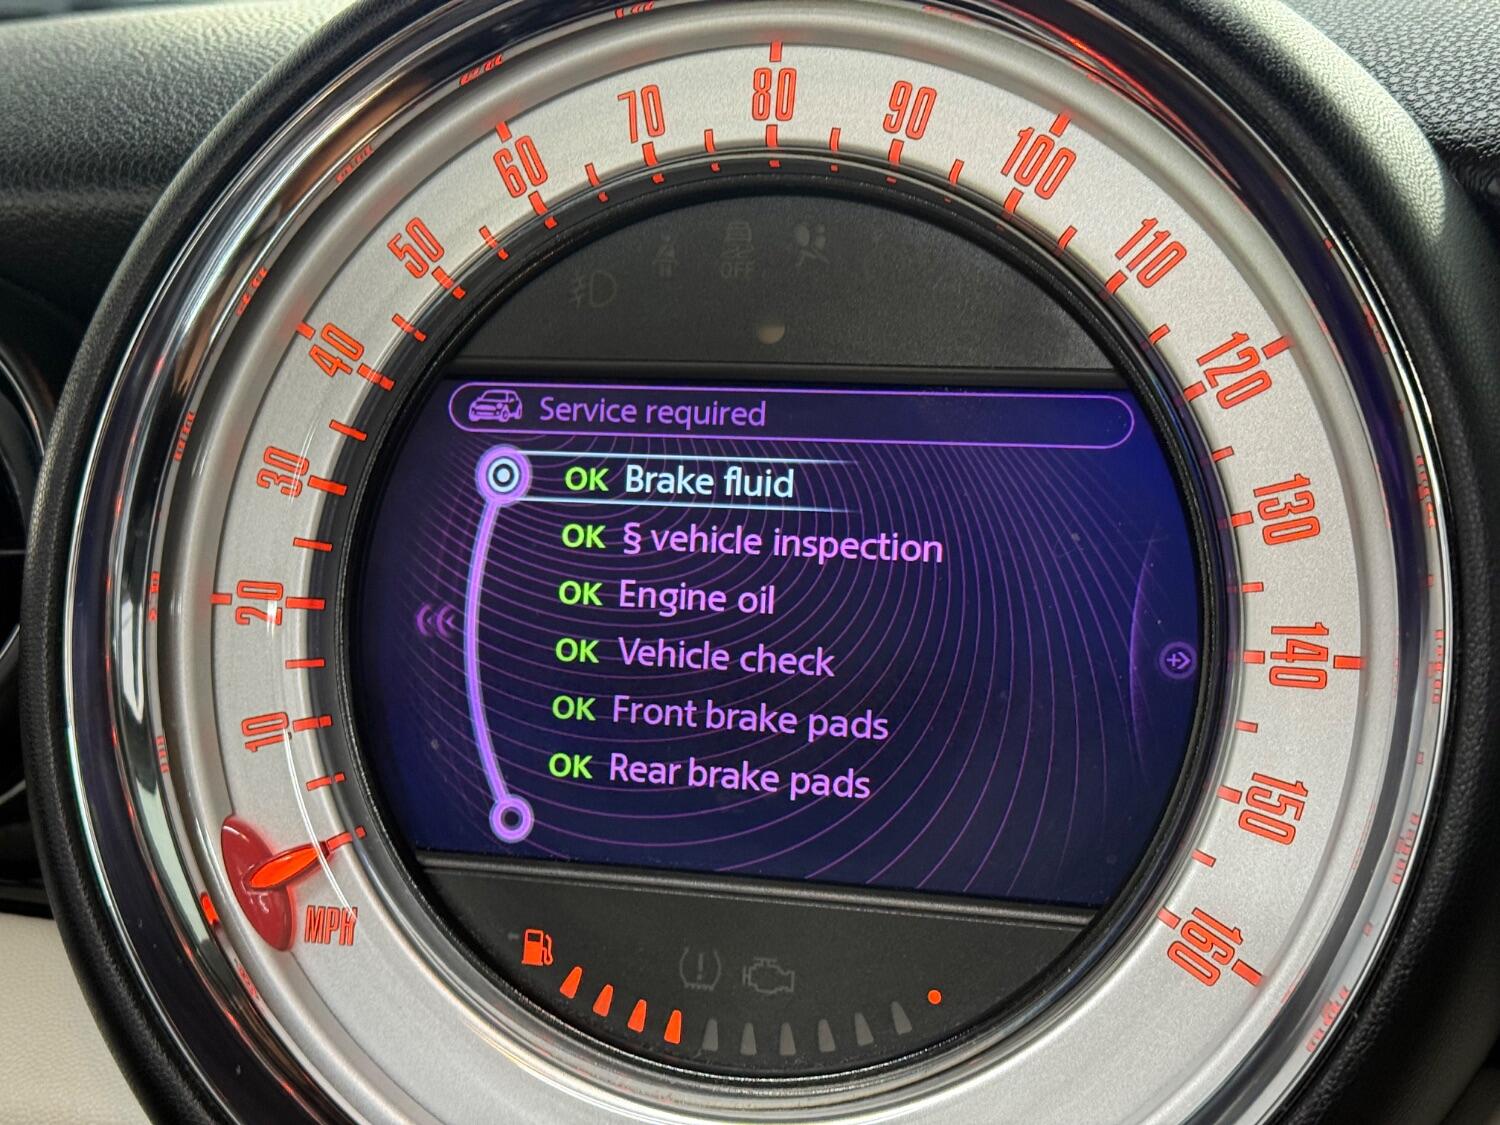 80
70
90
60
100
50
110
40
120
30
130
20
140
10
150
160
MPH
OFF
Service required
OK Brake fluid
OK § vehicle inspection
OK Engine oil
OK Vehicle check
OK Front brake pads
OK Rear brake pads